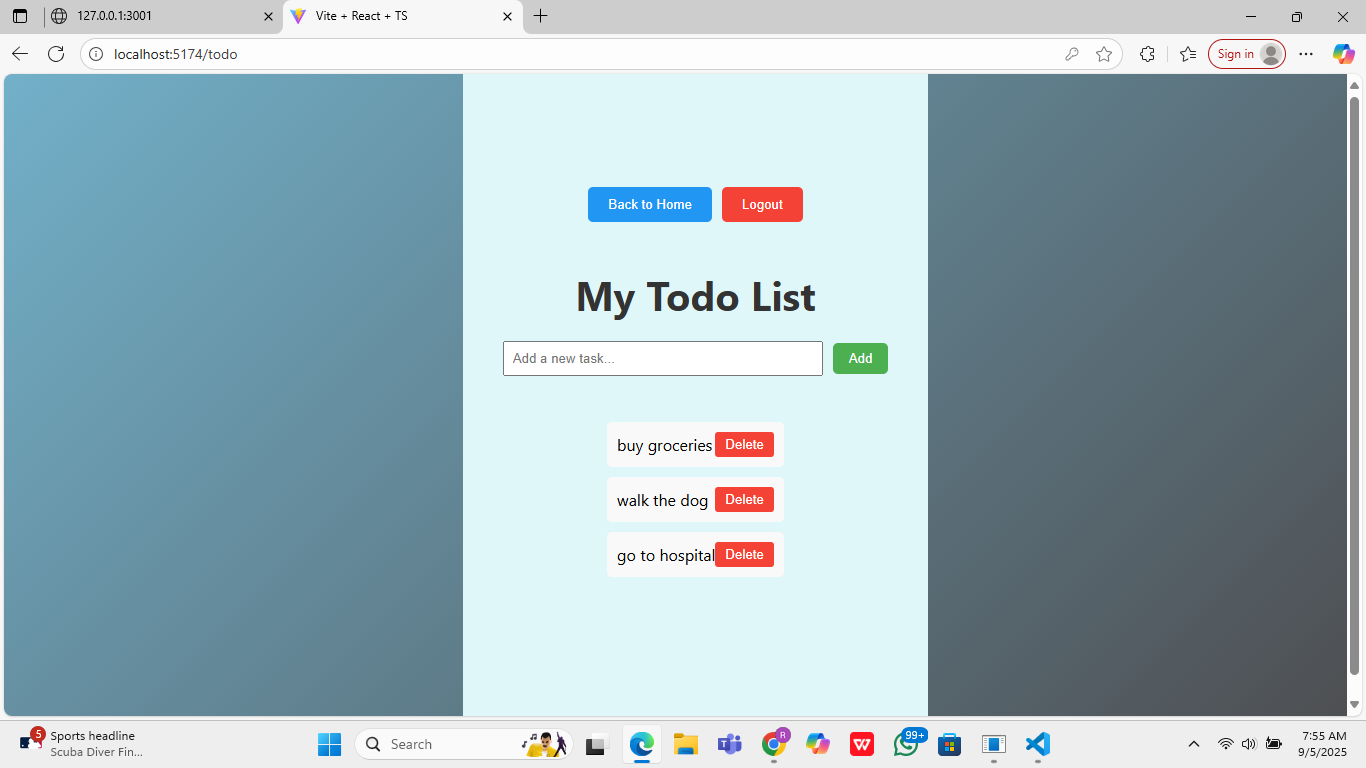 127.0.0.1:3001
Vite + React + TS
localhost:5174/todo
Sign in
Back to Home
Logout
My Todo List
Add a new task...
Add
buy groceries
Delete
walk the dog
Delete
go to hospital
Delete
5
Sports headline
Scuba Diver Fin...
Search
R
99+
7:55 AM
9/5/2025